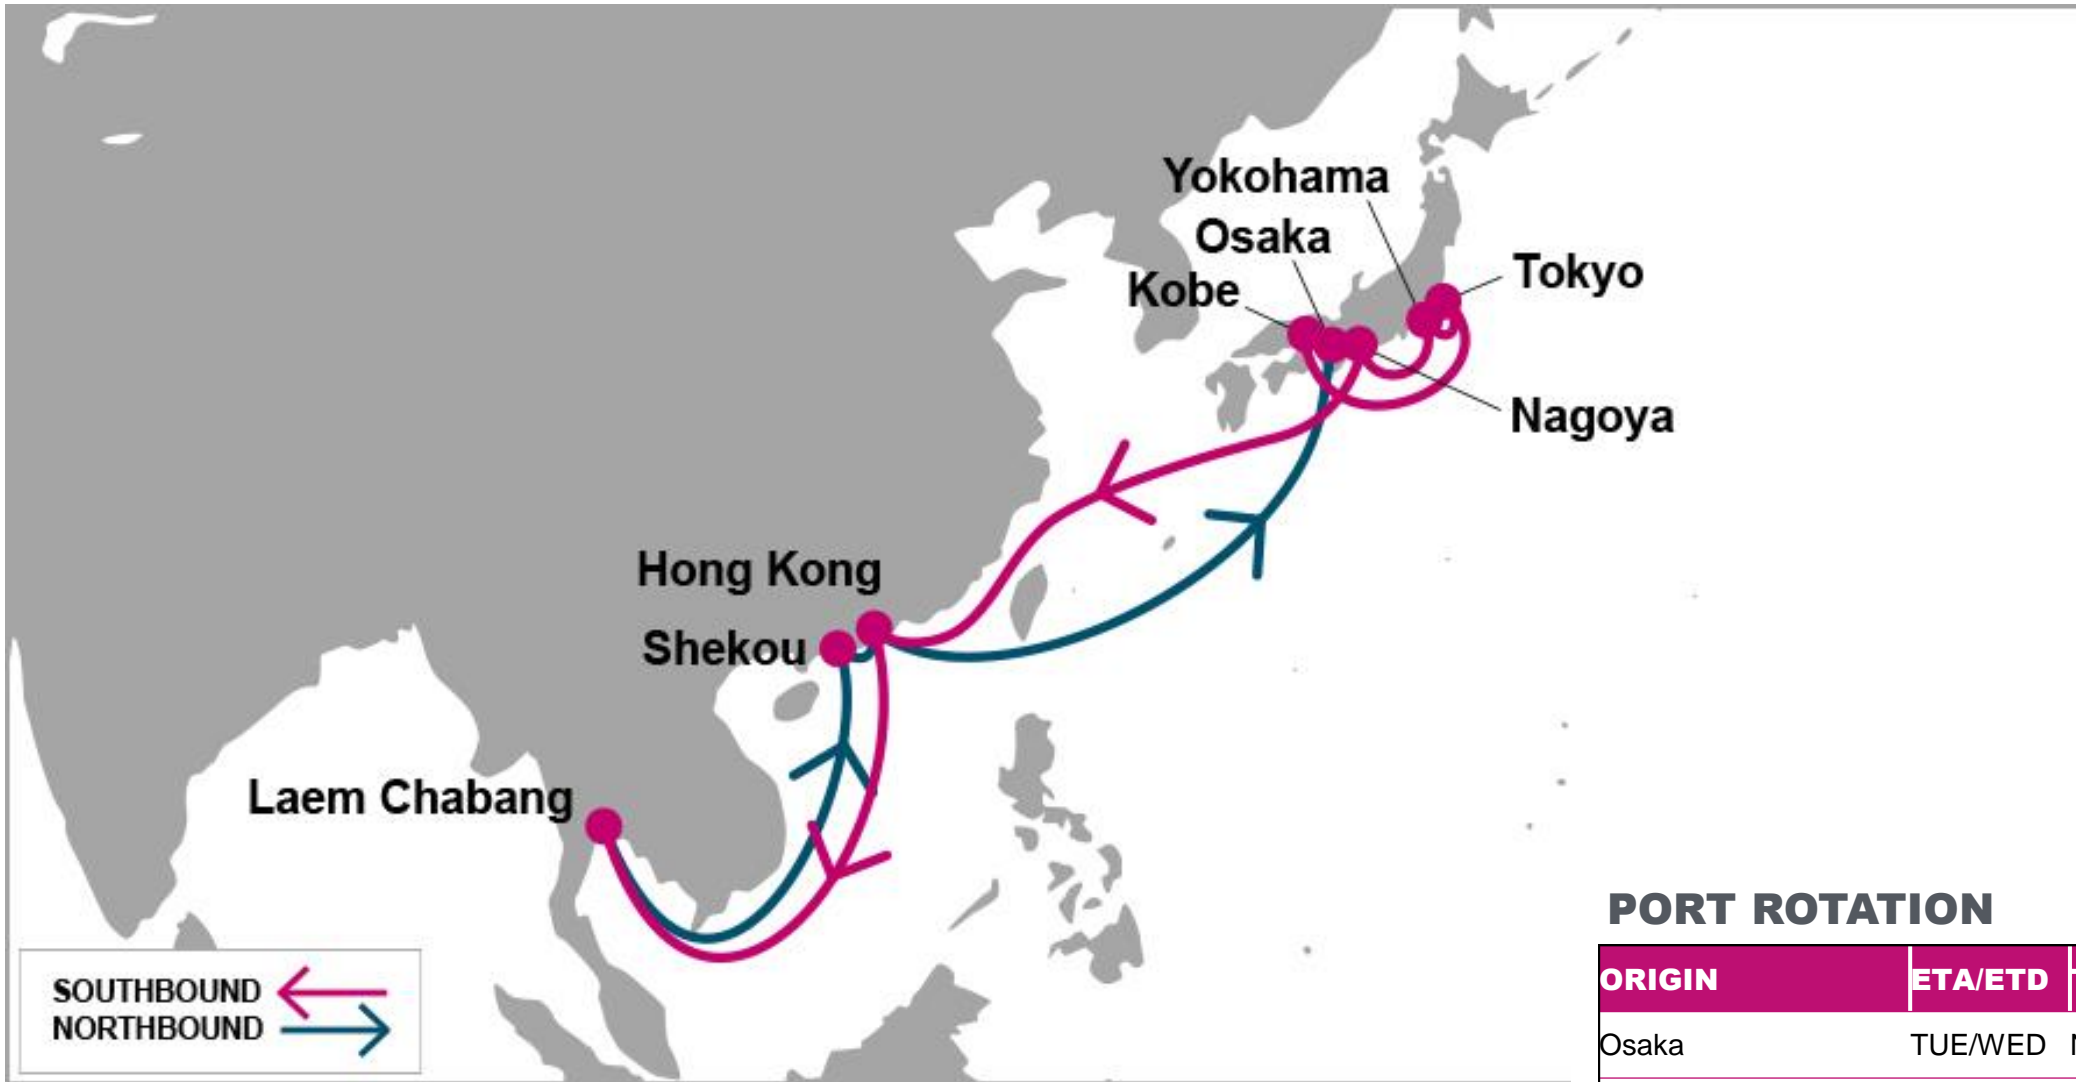 Yokohama
Osaka
Kobe
Tokyo
Nagoya
Hong Kong
Shekou
Laem Chabang
SOUTHBOUND
NORTHBOUND
PORT ROTATION
ORIGIN ETA/ETD
Osaka TUE/WED